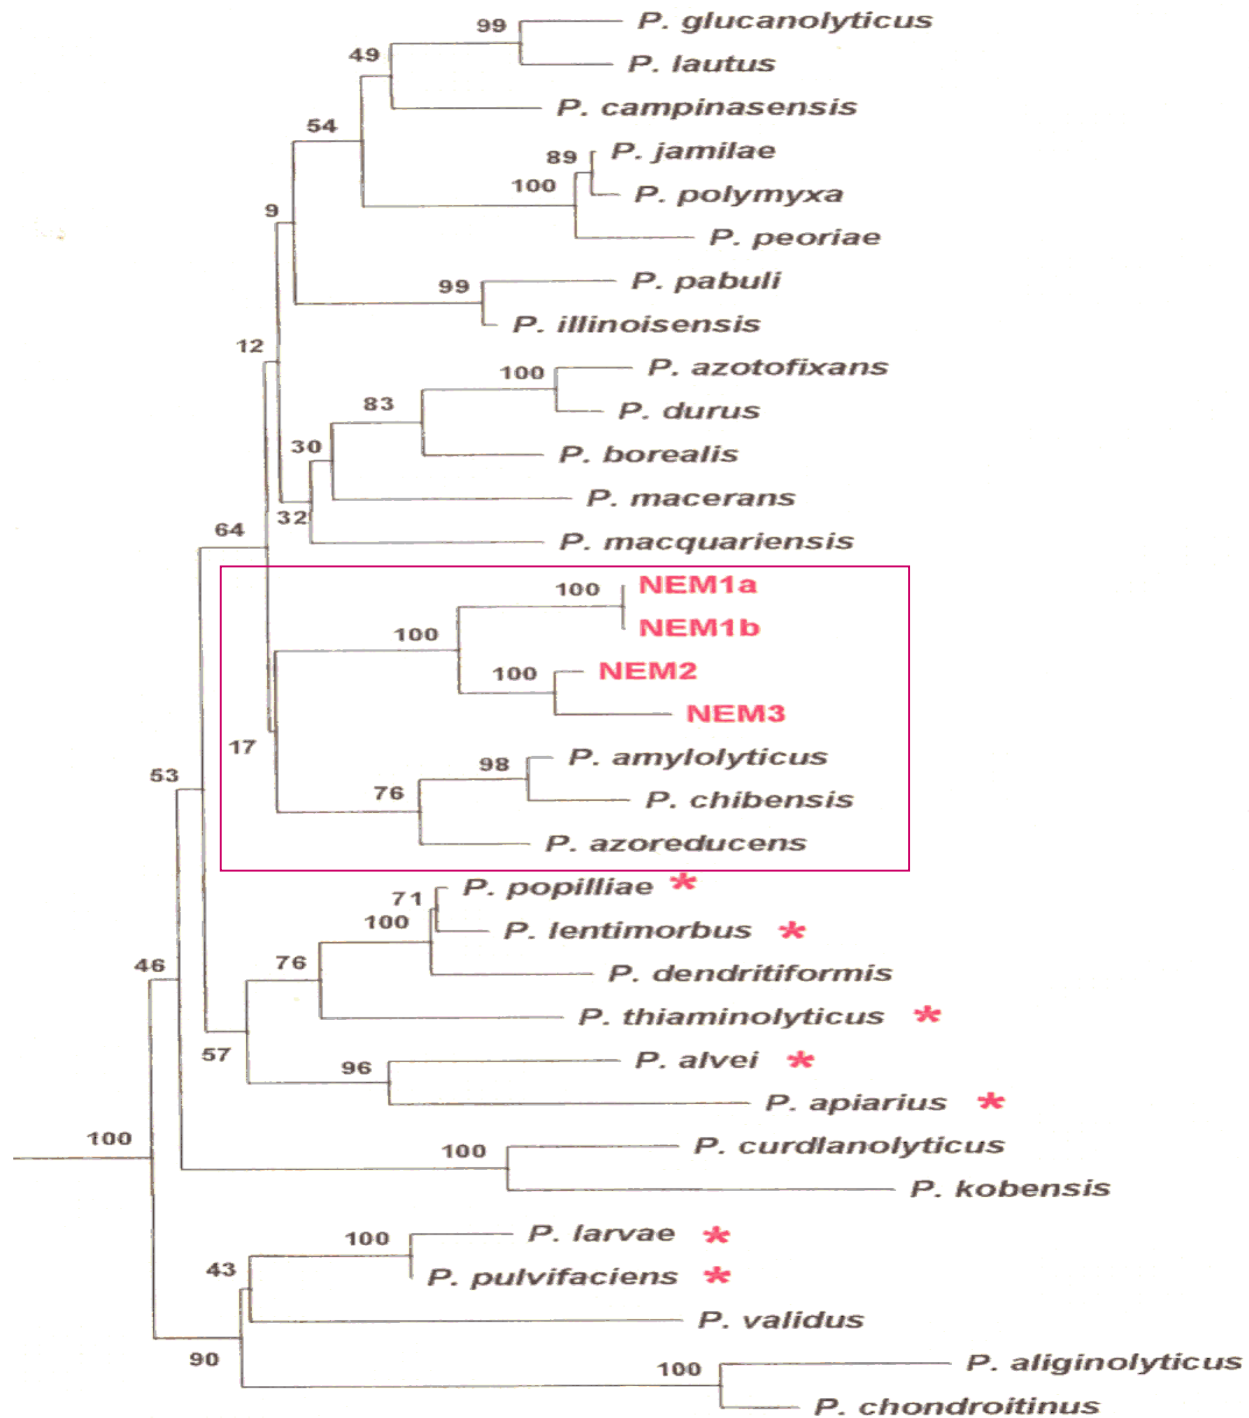 99 P. glucanolyticus
49
P. lautus
P. campinasensis
54
89 P. jamilae
100
P. polymyxa
9
P. peoriae
99 P. pabuli
P. illinoisensis
12
100 P. azotofixans
83 P. durus
30 P. borealis
P. macerans
32
64 P. macquariensis
100 NEM1a
100 NEM1b
100 NEM2
NEM3
17
98 P. amylolyticus
53
76 P. chibensis
P. azoreducens
71 P. popilliae *
100 P. lentimorbus *
46 76 P. dendritiformis
P. thiaminolyticus *
57
96 P. alvei *
P. apiarius *
100
100 P. curdlanolyticus
P. kobensis
100 P. larvae *
43 P. pulvifaciens *
P. validus
90
100 P. aliginolyticus
P. chondroitinus